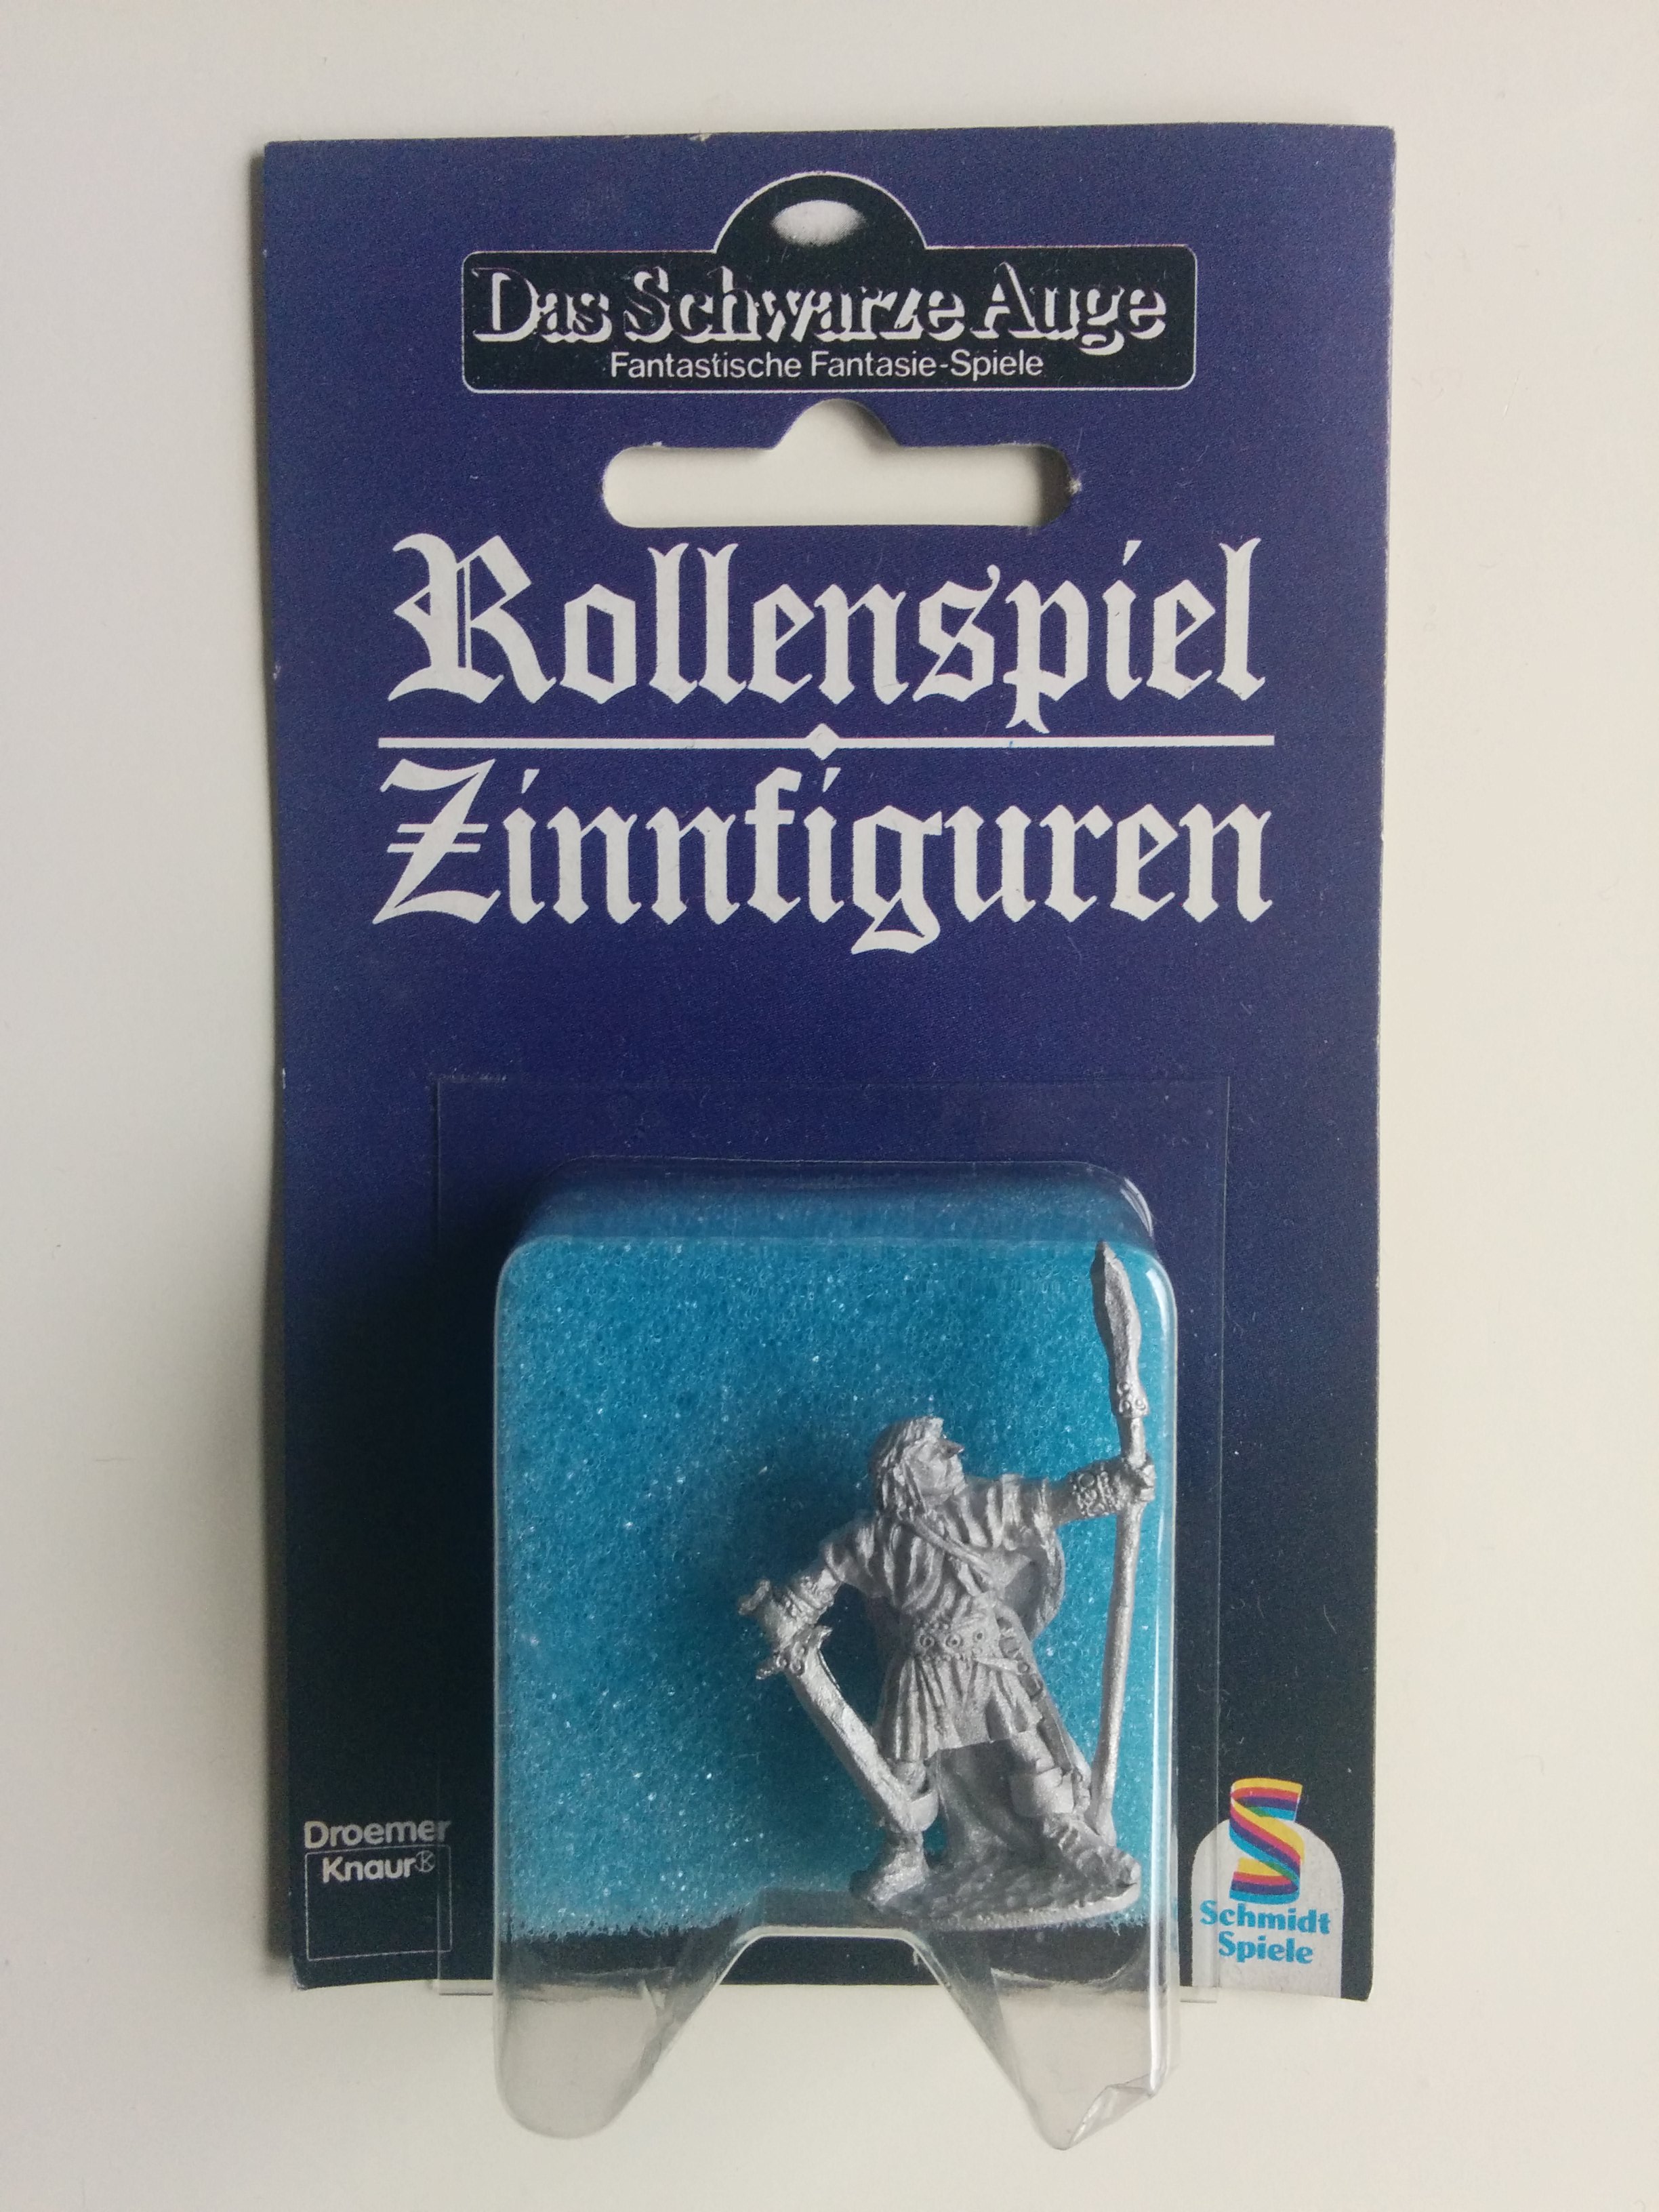 Das Schwarze Auge
Fantastische Fantasie-Spiele
Rollenspiel
Zinnfiguren
Droemer
Knaur
Schmidt
Spiele